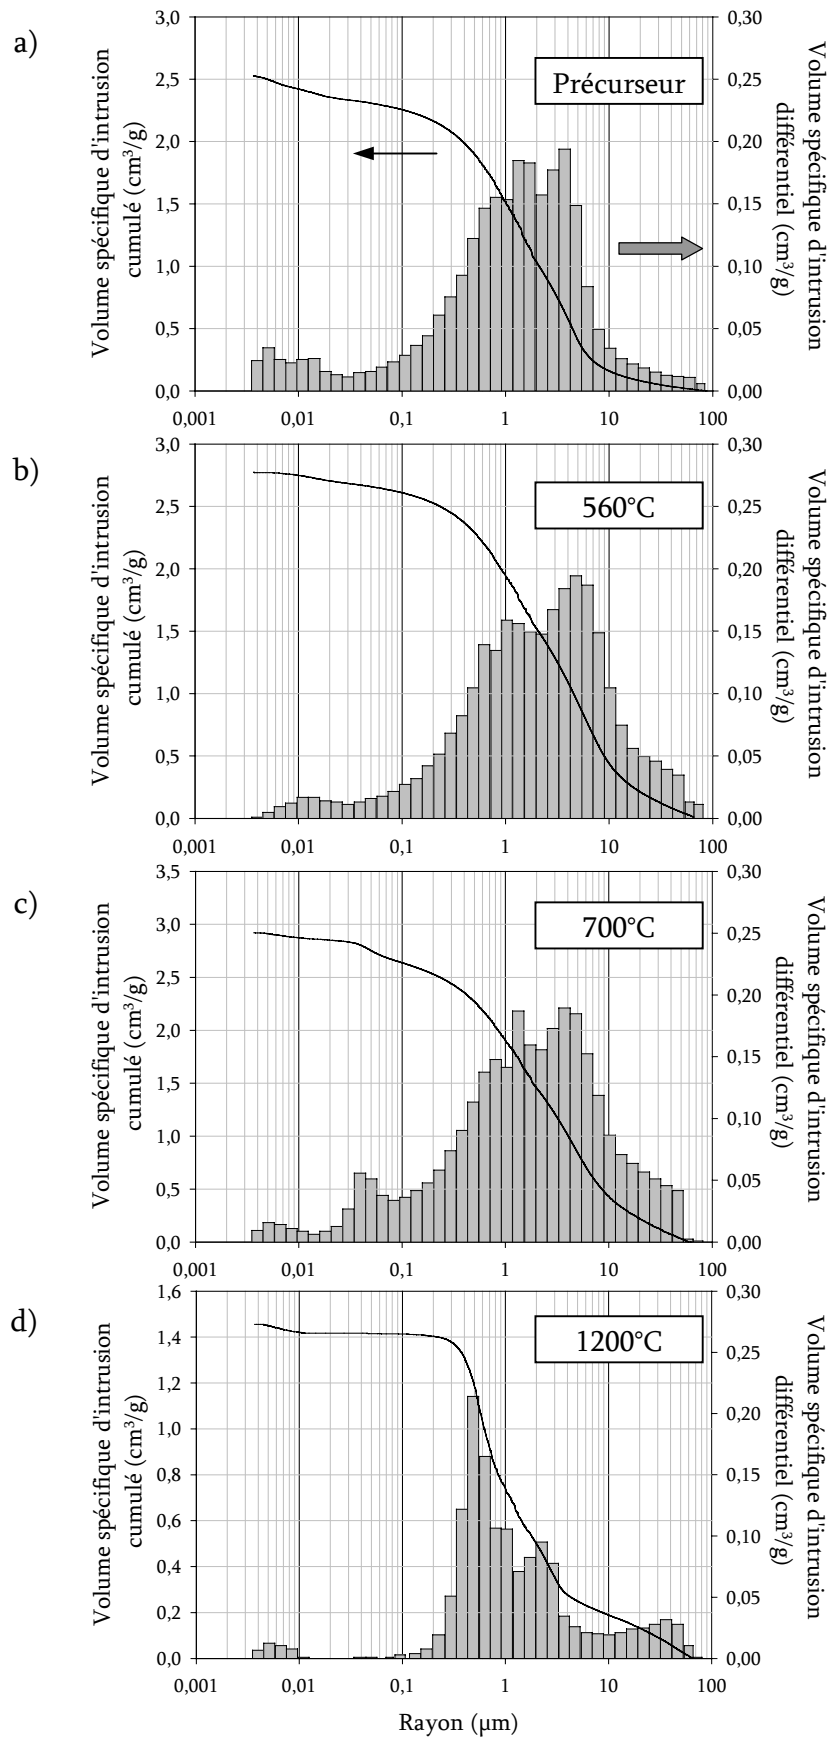 a)
Volume spécifique d'intrusion
cumulé (cm³/g)
3,0
2,5
2,0
1,5
1,0
0,5
0,0
Précurseur
0,30
0,25
0,20
0,15
0,10
0,05
0,00
Volume spécifique d'intrusion
différentiel (cm³/g)
0,001 0,01 0,1 1 10 100
b)
Volume spécifique d'intrusion
cumulé (cm³/g)
3,0
2,5
2,0
1,5
1,0
0,5
0,0
560°C
0,30
0,25
0,20
0,15
0,10
0,05
0,00
Volume spécifique d'intrusion
différentiel (cm³/g)
0,001 0,01 0,1 1 10 100
c)
Volume spécifique d'intrusion
cumulé (cm³/g)
3,5
3,0
2,5
2,0
1,5
1,0
0,5
0,0
700°C
0,30
0,25
0,20
0,15
0,10
0,05
0,00
Volume spécifique d'intrusion
différentiel (cm³/g)
0,001 0,01 0,1 1 10 100
d)
Volume spécifique d'intrusion
cumulé (cm³/g)
1,6
1,4
1,2
1,0
0,8
0,6
0,4
0,2
0,0
1200°C
0,30
0,25
0,20
0,15
0,10
0,05
0,00
Volume spécifique d'intrusion
différentiel (cm³/g)
0,001 0,01 0,1 1 10 100
Rayon (µm)